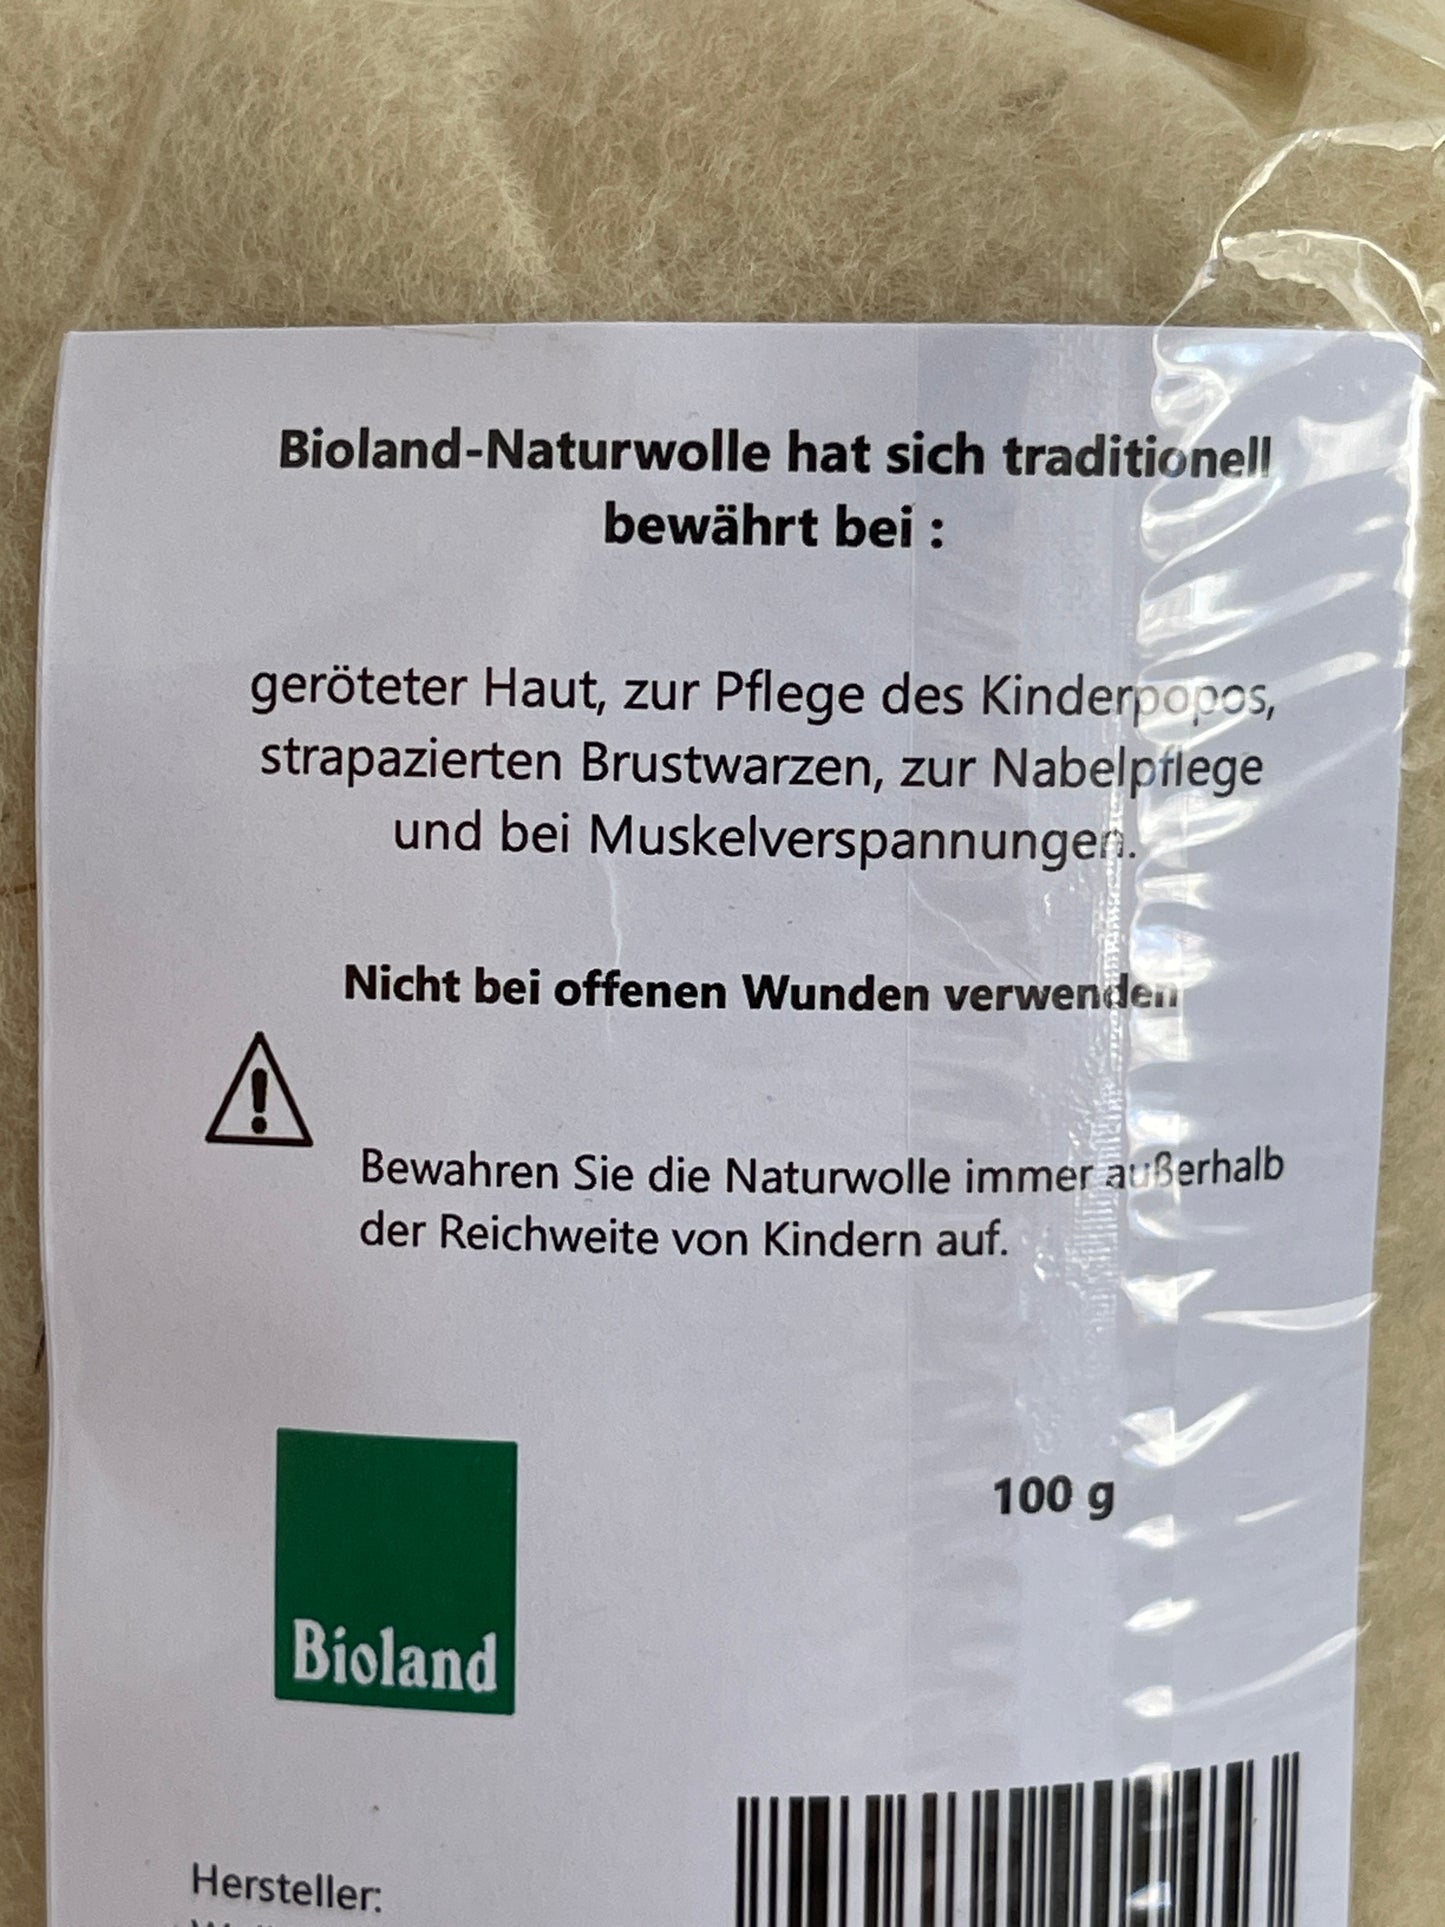 Bioland-Naturwolle hat sich traditionell
bewährt bei :
geröteter Haut, zur Pflege des Kinderpopos,
strapazierten Brustwarzen, zur Nabelpflege
und bei Muskelverspannungen.
Nicht bei offenen Wunden verwenden
Bewahren Sie die Naturwolle immer außerhalb
der Reichweite von Kindern auf.
100 g
Bioland
Hersteller: